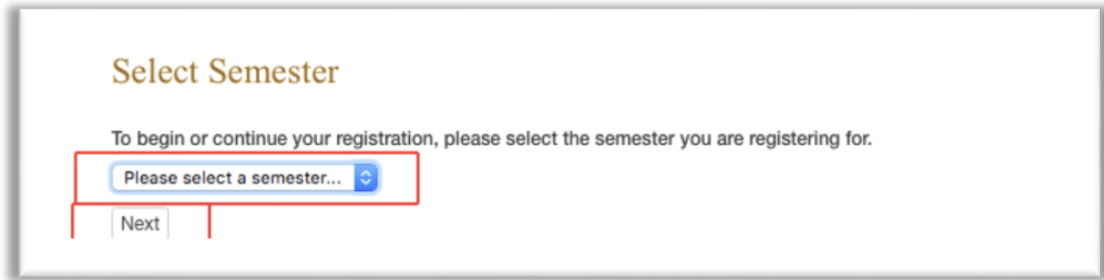 Select Semester
To begin or continue your registration, please select the semester you are registering for.
Please select a semester...
Next